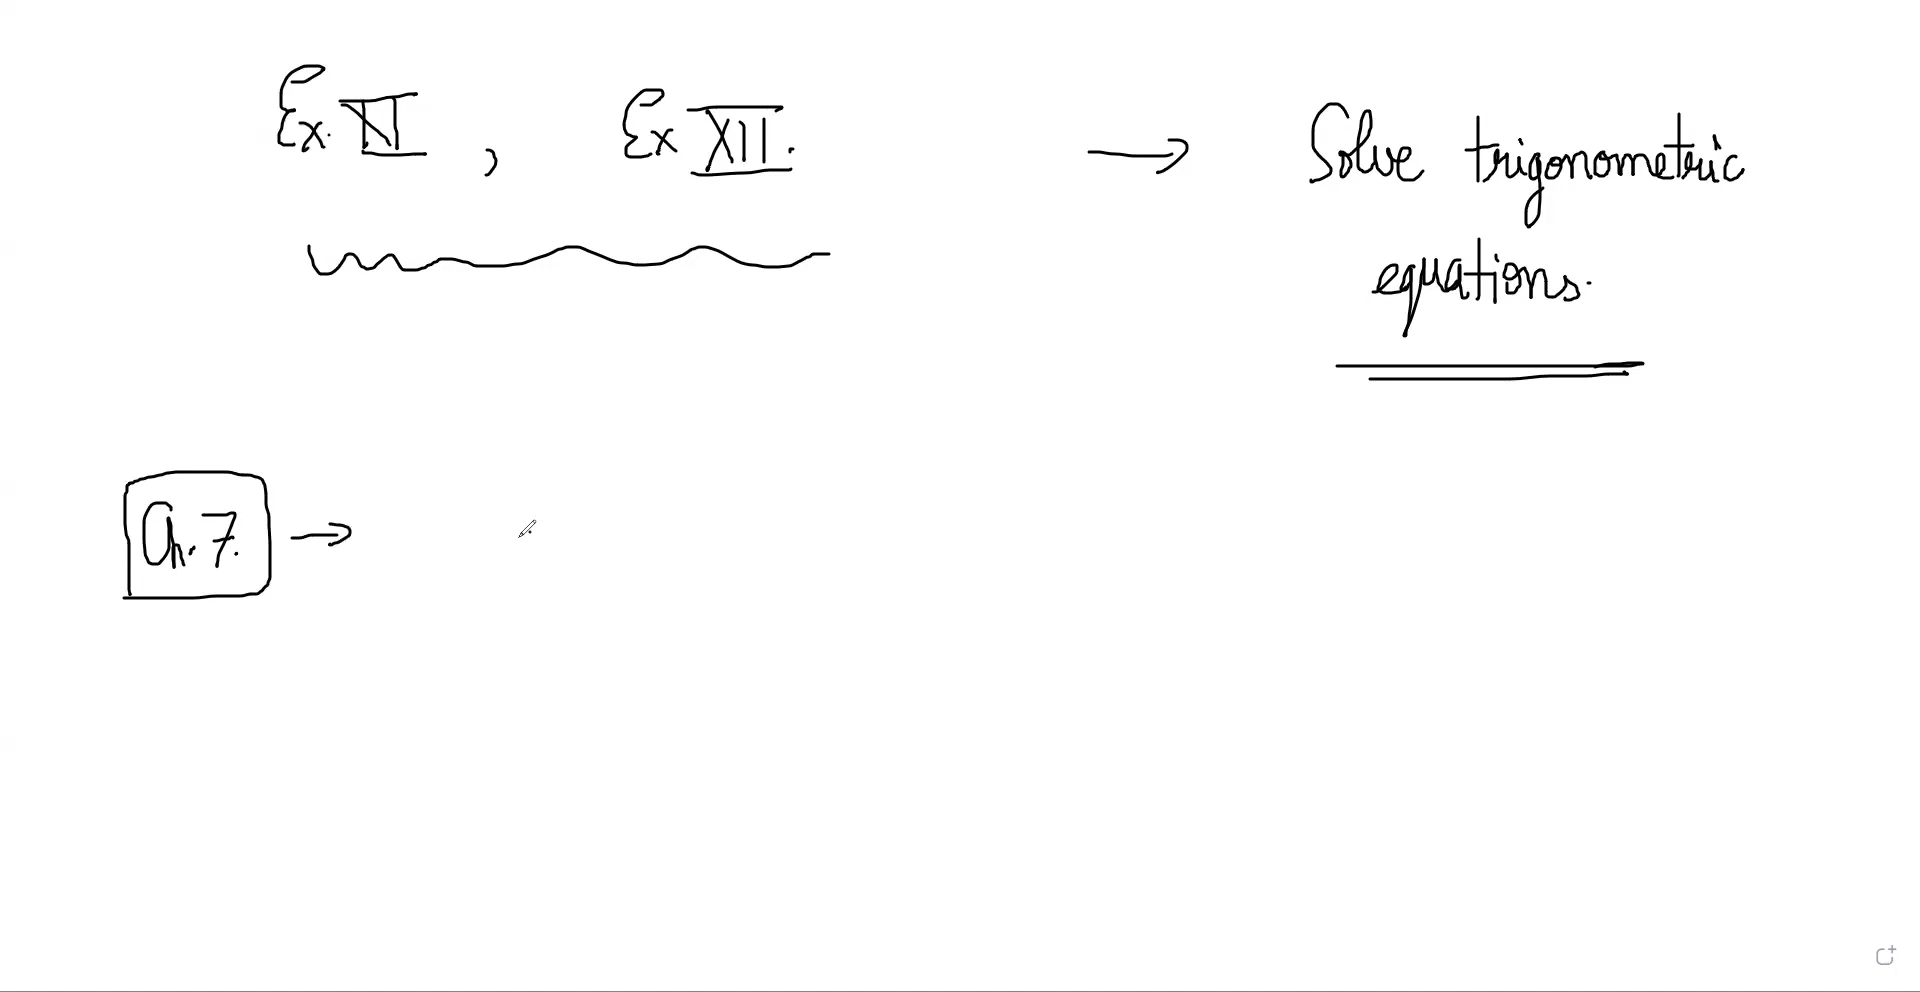 Ex. XI , Ex XII. → Solve trigonometric
equations.
Ch. 7. →